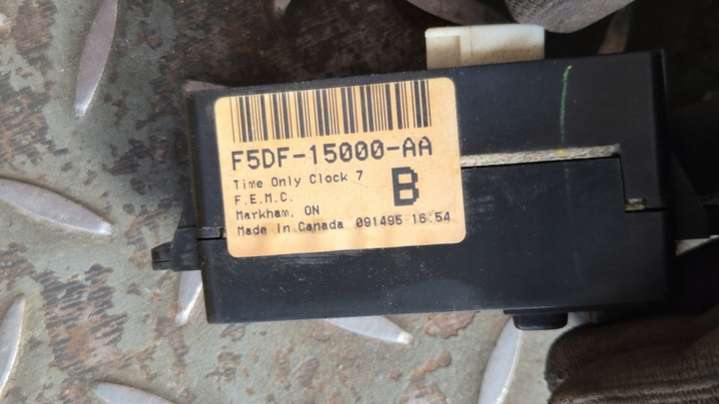 F5DF-15000-AA
Time Only Clock 7
B
F.E.M.C.
Markham, ON
Made In Canada 091495 16:54